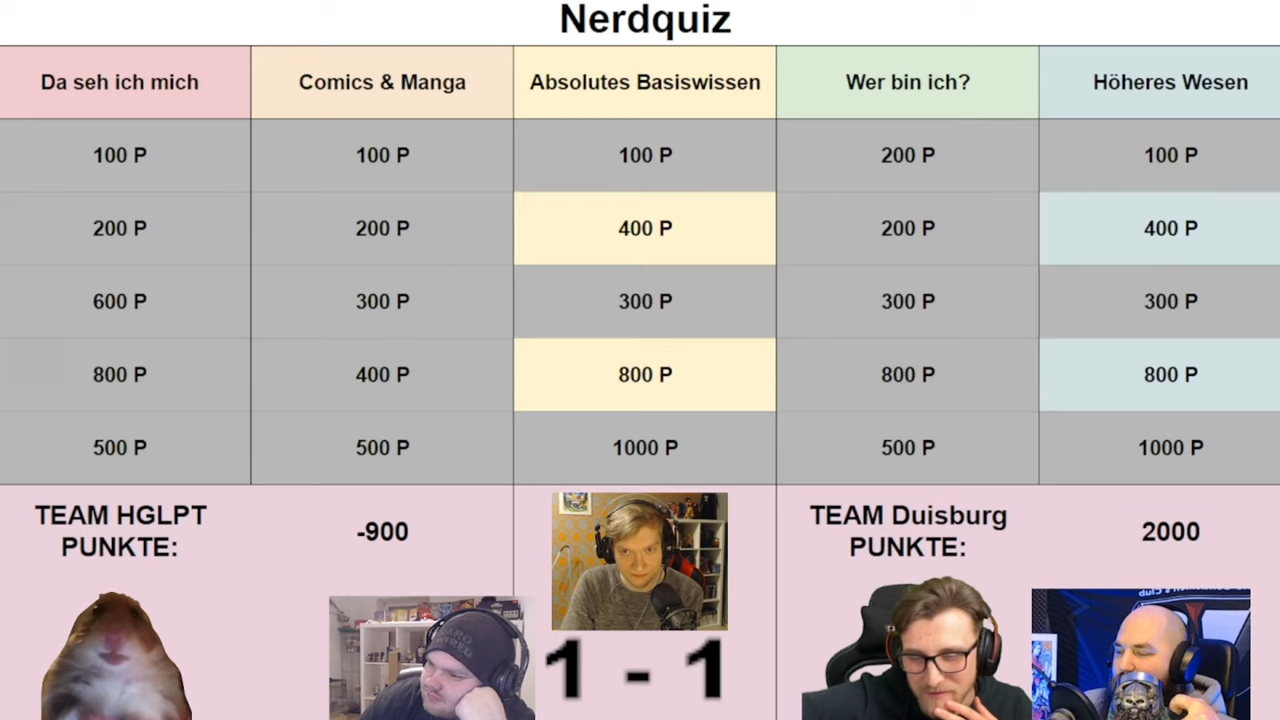 Nerdquiz
Da seh ich mich
Comics & Manga
Absolutes Basiswissen
Wer bin ich?
Höheres Wesen
100 P
100 P
100 P
200 P
100 P
200 P
200 P
400 P
200 P
400 P
600 P
300 P
300 P
300 P
300 P
800 P
400 P
800 P
800 P
800 P
500 P
500 P
1000 P
500 P
1000 P
TEAM HGLPT
PUNKTE:
-900
TEAM Duisburg
PUNKTE:
2000
1 - 1